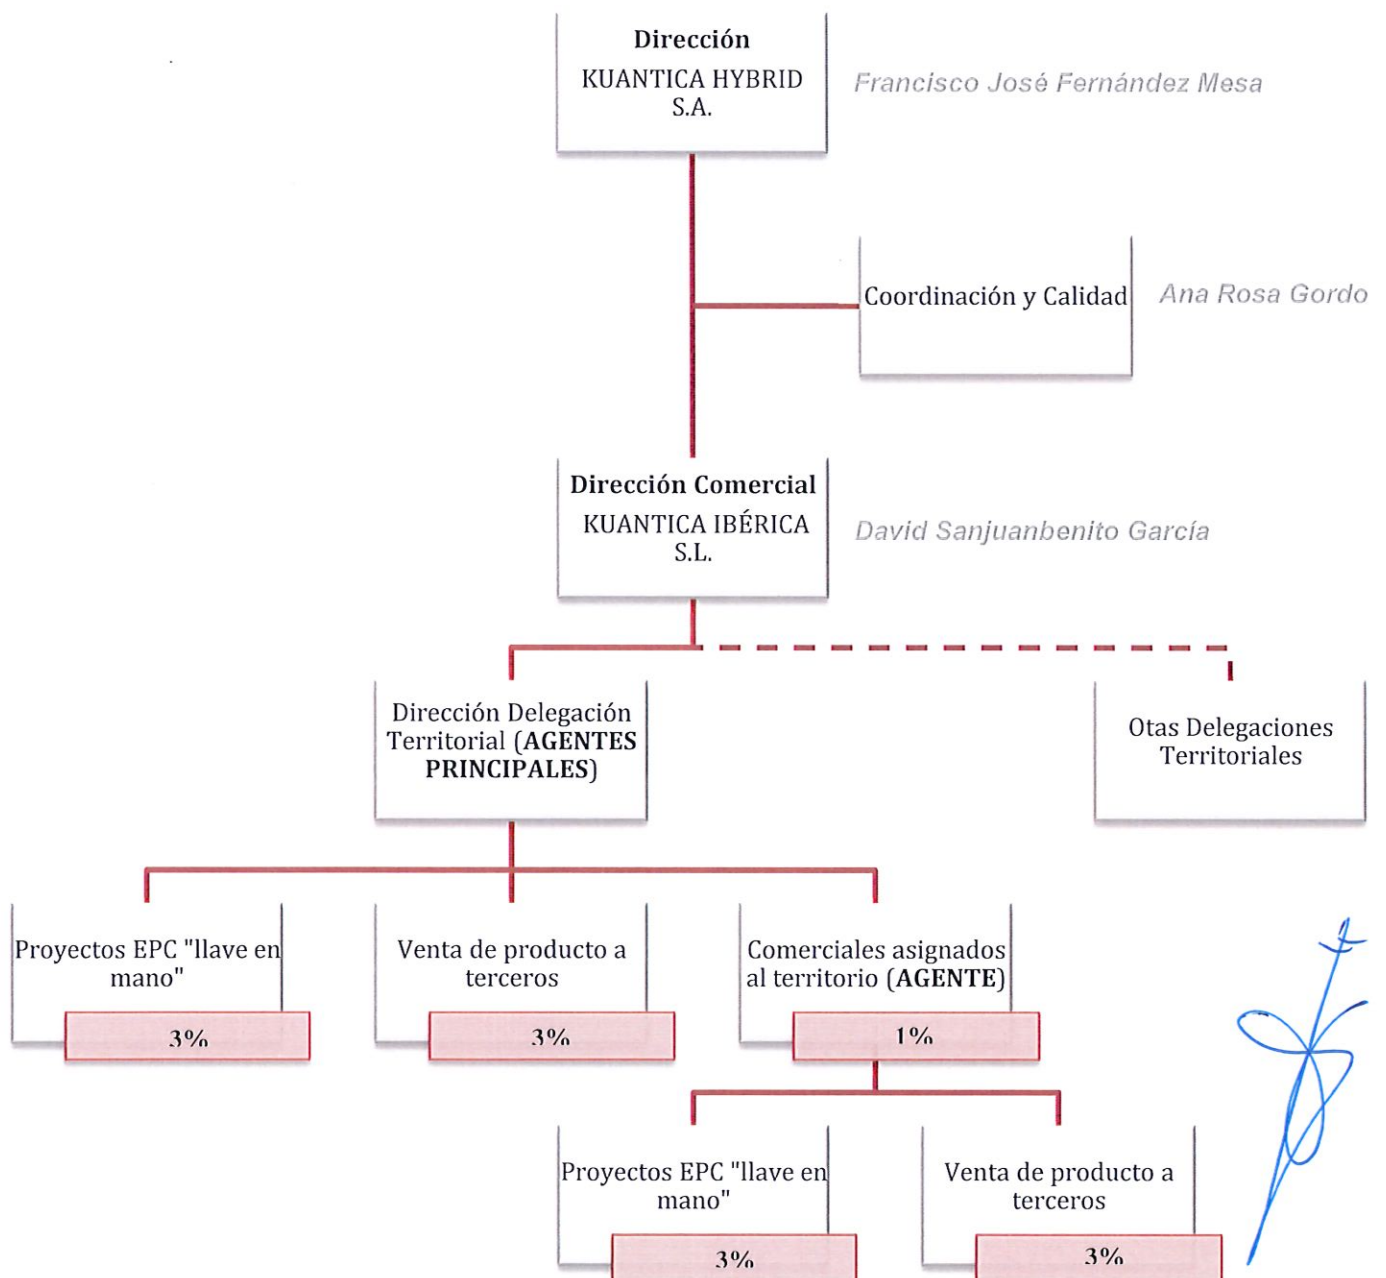 Dirección
KUANTICA HYBRID
S.A.
Francisco José Fernández Mesa
Coordinación y Calidad
Ana Rosa Gordo
Dirección Comercial
KUANTICA IBÉRICA
S.L.
David Sanjuanbenito García
Dirección Delegación
Territorial (AGENTES
PRINCIPALES)
Otas Delegaciones
Territoriales
Proyectos EPC "llave en
mano"
3%
Venta de producto a
terceros
3%
Comerciales asignados
al territorio (AGENTE)
1%
Proyectos EPC "llave en
mano"
3%
Venta de producto a
terceros
3%